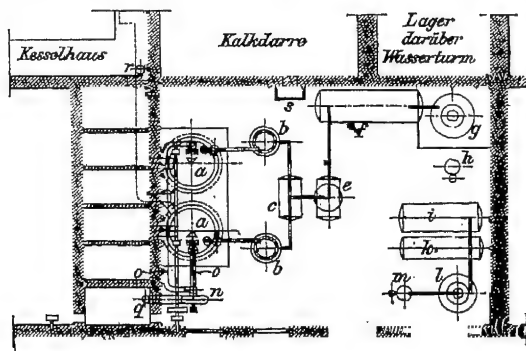 Kesselhaus
Kalkdarre
Lager
darüber
Wasserturm
r
s
f
g
b
a
h
c
e
i
a
k
b
o
o
n
m
l
q